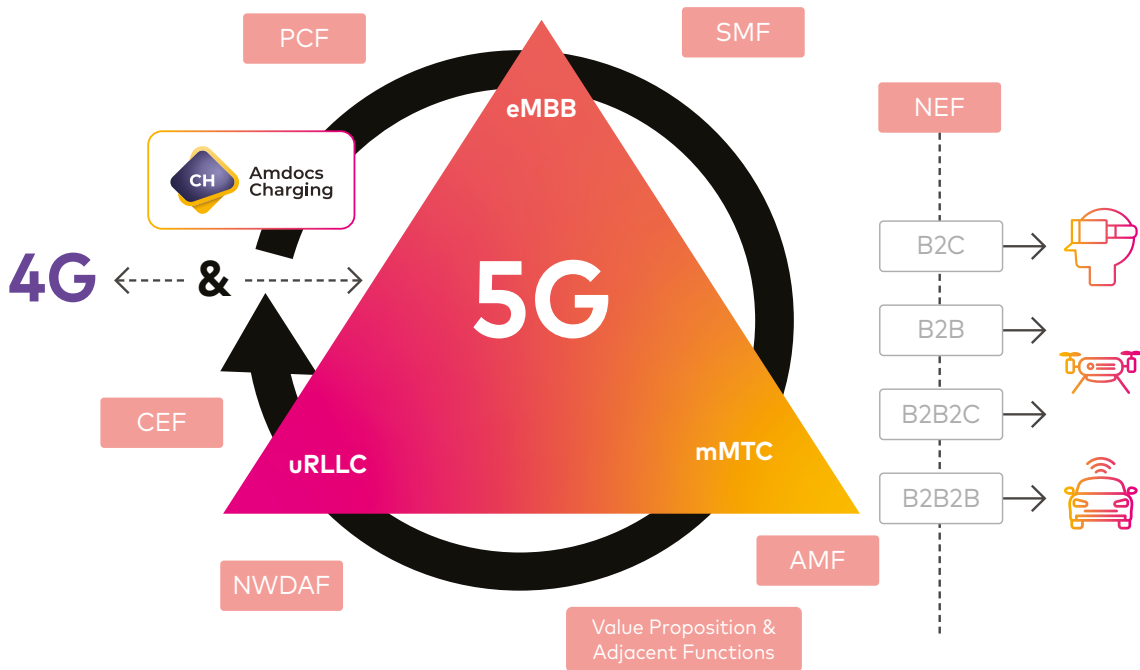 PCF
SMF
eMBB
NEF
CH
Amdocs
Charging
B2C
4G
&
5G
B2B
CEF
B2B2C
uRLLC
mMTC
B2B2B
AMF
NWDAF
Value Proposition &
Adjacent Functions